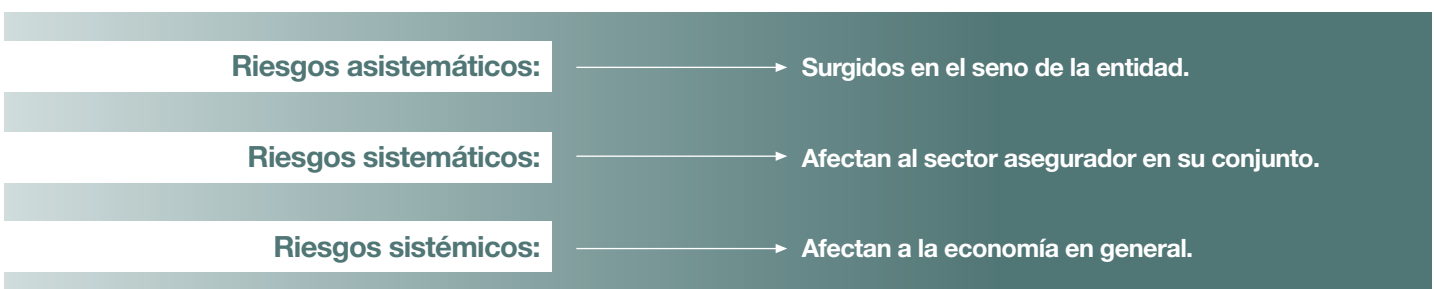 Riesgos asistemáticos: Surgidos en el seno de la entidad.
Riesgos sistemáticos: Afectan al sector asegurador en su conjunto.
Riesgos sistémicos: Afectan a la economía en general.